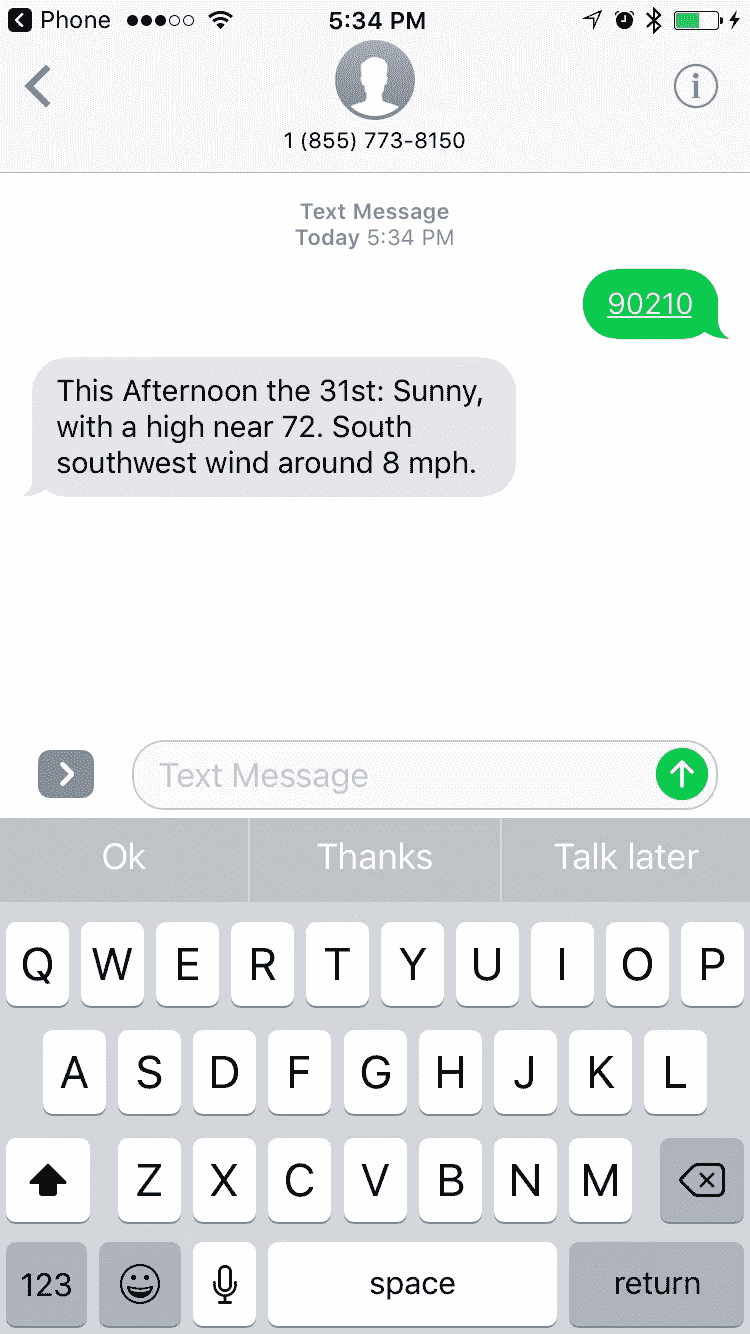 Phone 5:34 PM
1 (855) 773-8150
Text Message
Today 5:34 PM
90210
This Afternoon the 31st: Sunny,
with a high near 72. South
southwest wind around 8 mph.
Text Message
Ok Thanks Talk later
Q W E R T Y U I O P
A S D F G H J K L
Z X C V B N M
123 space return